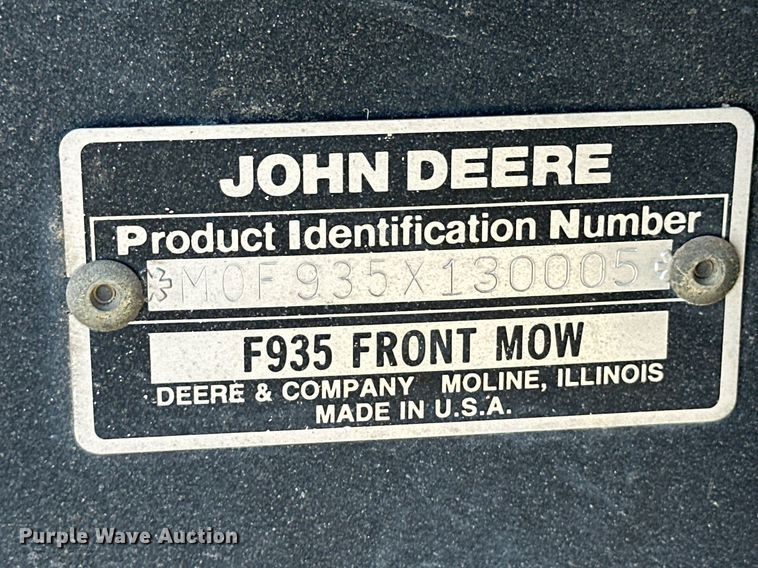 JOHN DEERE
Product Identification Number
*M0F935X130005*
F935 FRONT MOW
DEERE & COMPANY MOLINE, ILLINOIS
MADE IN U.S.A.
Purple Wave Auction